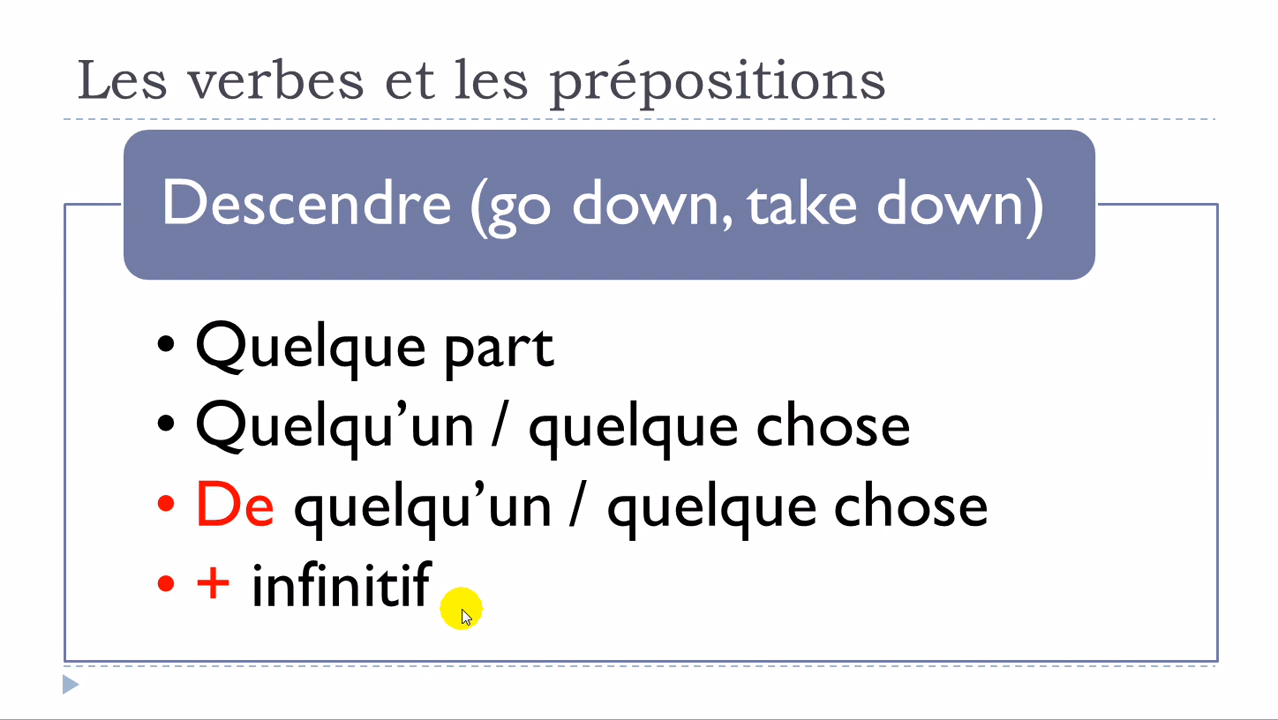 Les verbes et les prépositions
Descendre (go down, take down)
• Quelque part
• Quelqu’un / quelque chose
• De quelqu’un / quelque chose
• + infinitif